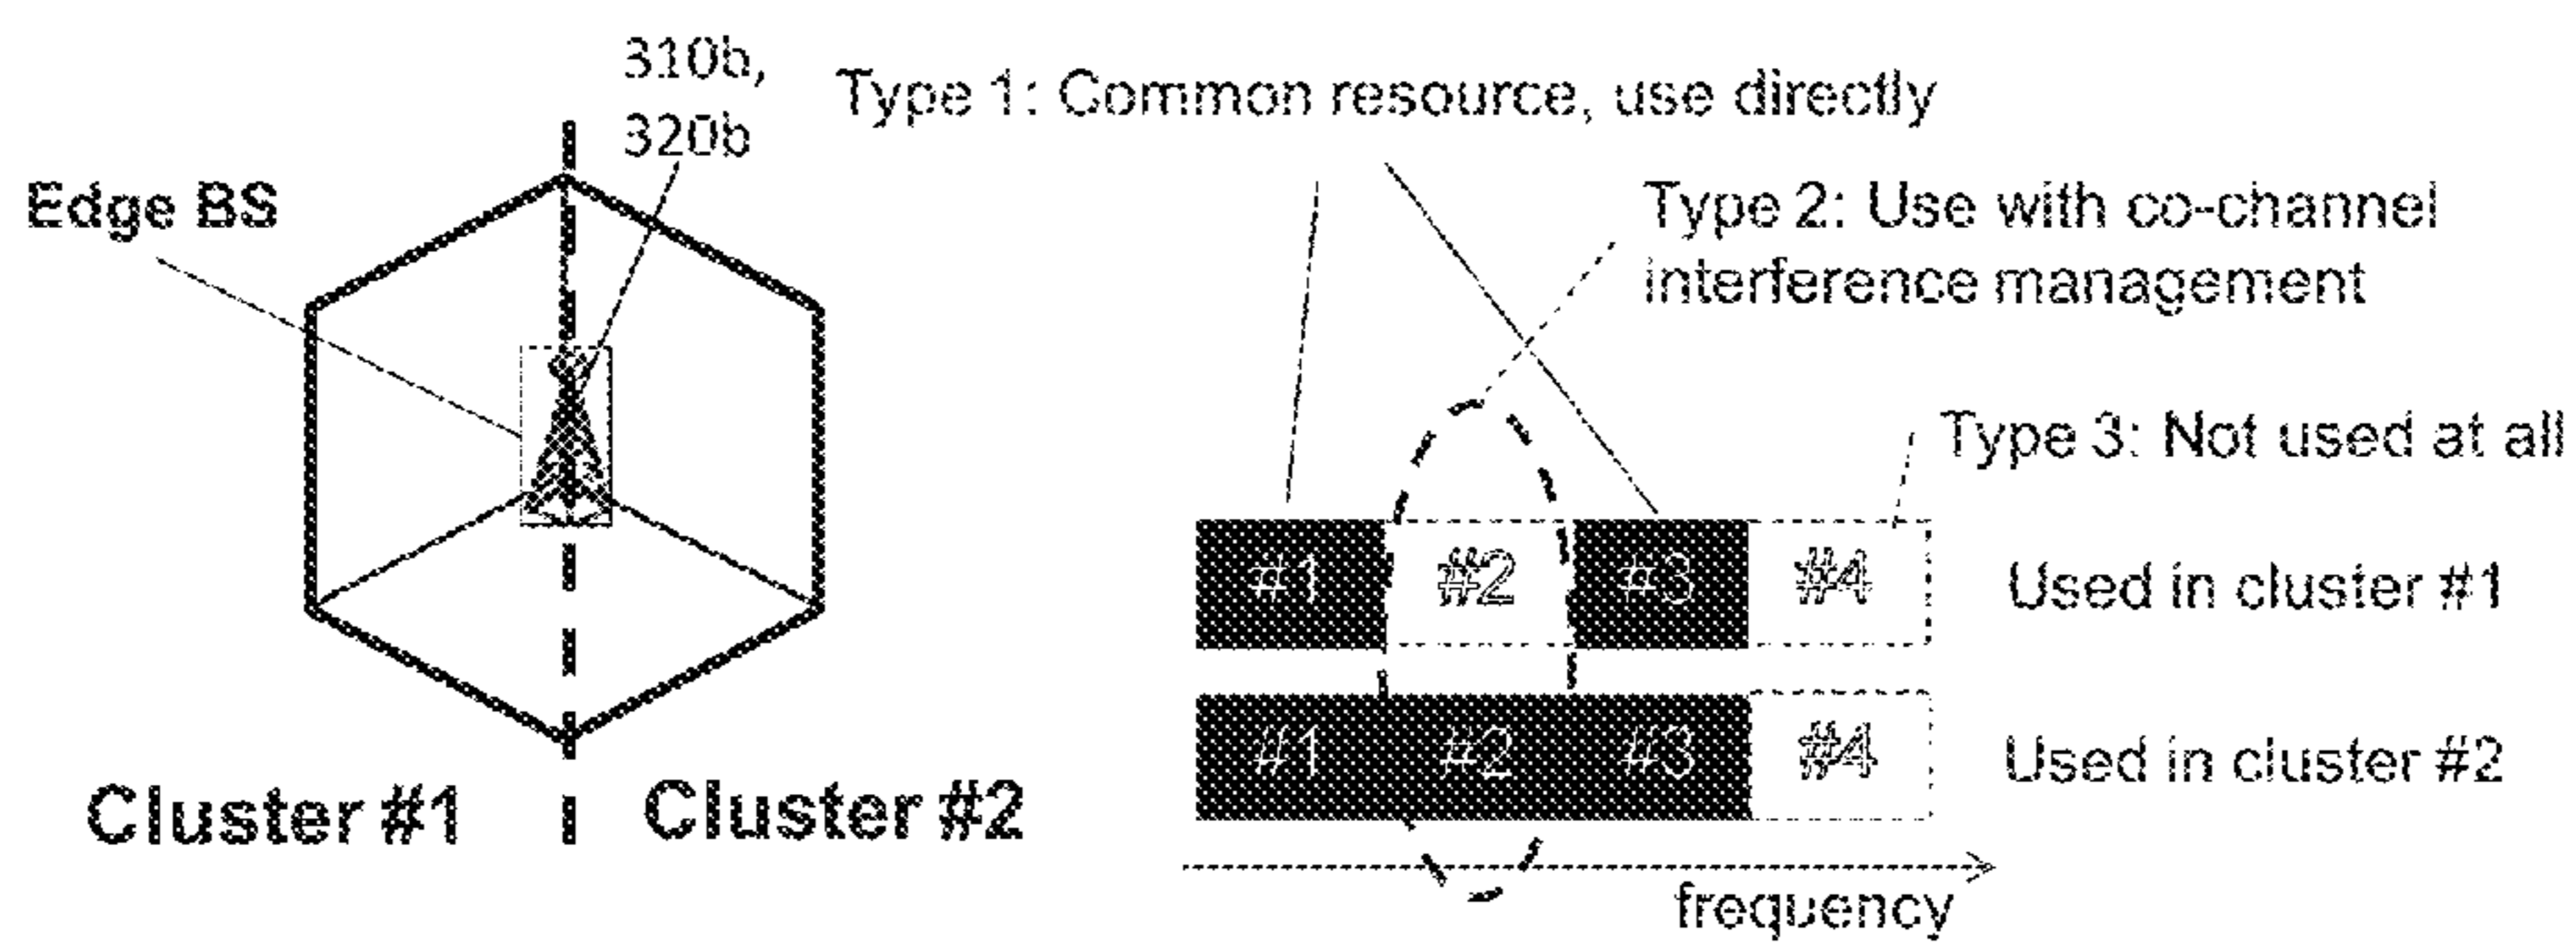 310b,
320b
Edge BS
Type 1: Common resource, use directly
Type 2: Use with co-channel
interference management
Type 3: Not used at all
#1 #2 #3 #4 Used in cluster #1
#1 #2 #3 #4 Used in cluster #2
frequency
Cluster #1 Cluster #2